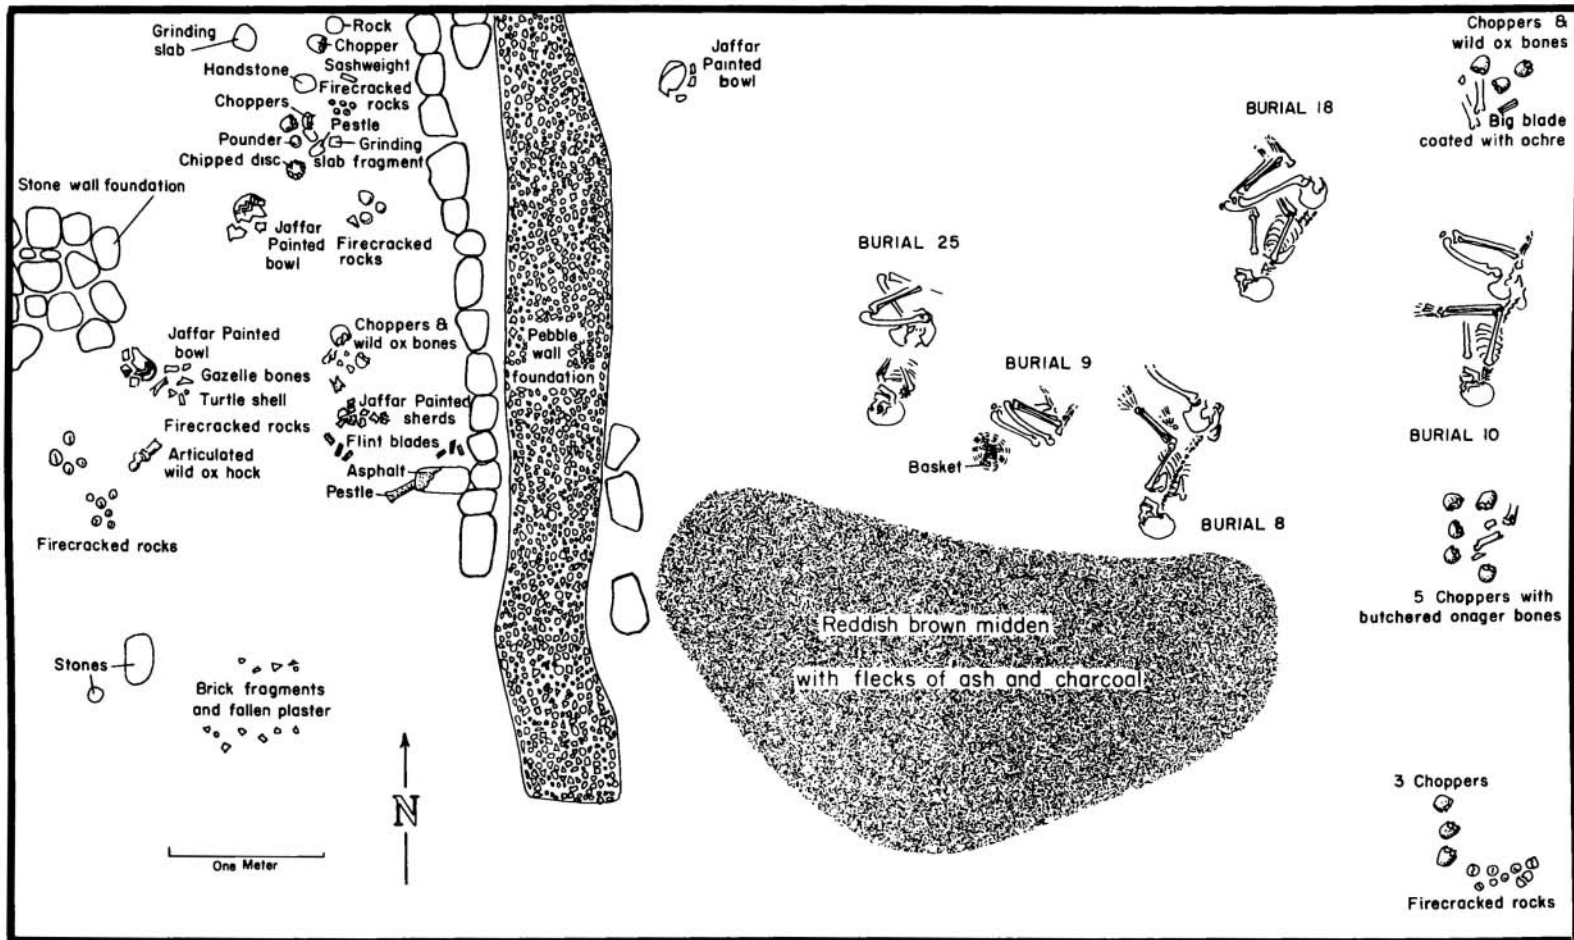 Grinding
slab
Rock
Chopper
Sashweight
Handstone
Firecracked
rocks
Choppers
Pestle
Pounder
Grinding
slab fragment
Chipped disc
Stone wall foundation
Jaffar
Painted
bowl
Firecracked
rocks
Jaffar Painted
bowl
Choppers &
wild ox bones
Gazelle bones
Turtle shell
Jaffar Painted
sherds
Firecracked rocks
Flint blades
Articulated
wild ox hock
Asphalt
Pestle
Firecracked rocks
Stones
Brick fragments
and fallen plaster
N
One Meter
Pebble
wall
foundation
Jaffar
Painted
bowl
BURIAL 25
BURIAL 9
Basket
BURIAL 8
BURIAL 18
Choppers &
wild ox bones
Big blade
coated with ochre
BURIAL 10
5 Choppers with
butchered onager bones
Reddish brown midden
with flecks of ash and charcoal
3 Choppers
Firecracked rocks